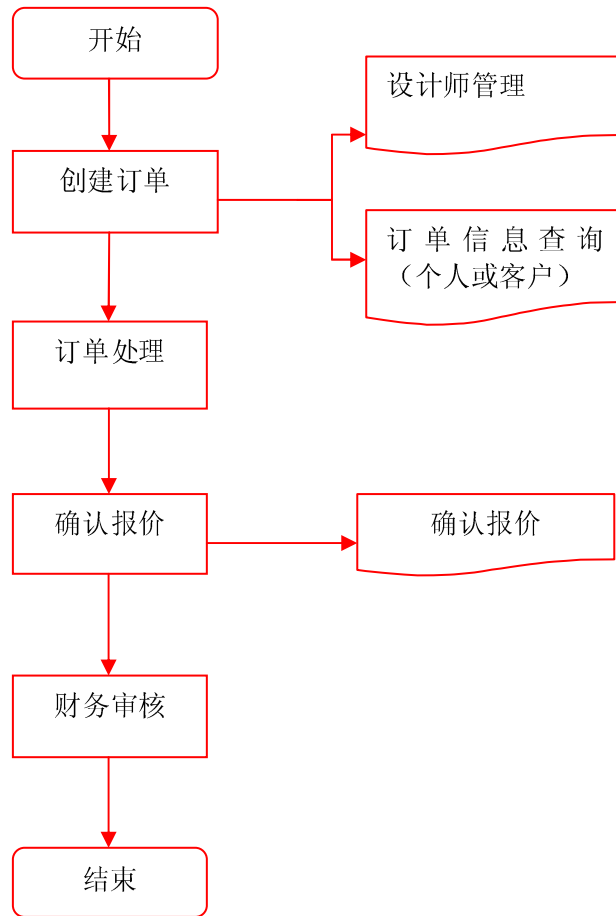 开始
设计师管理
创建订单
订单信息查询
（个人或客户）
订单处理
确认报价
确认报价
财务审核
结束